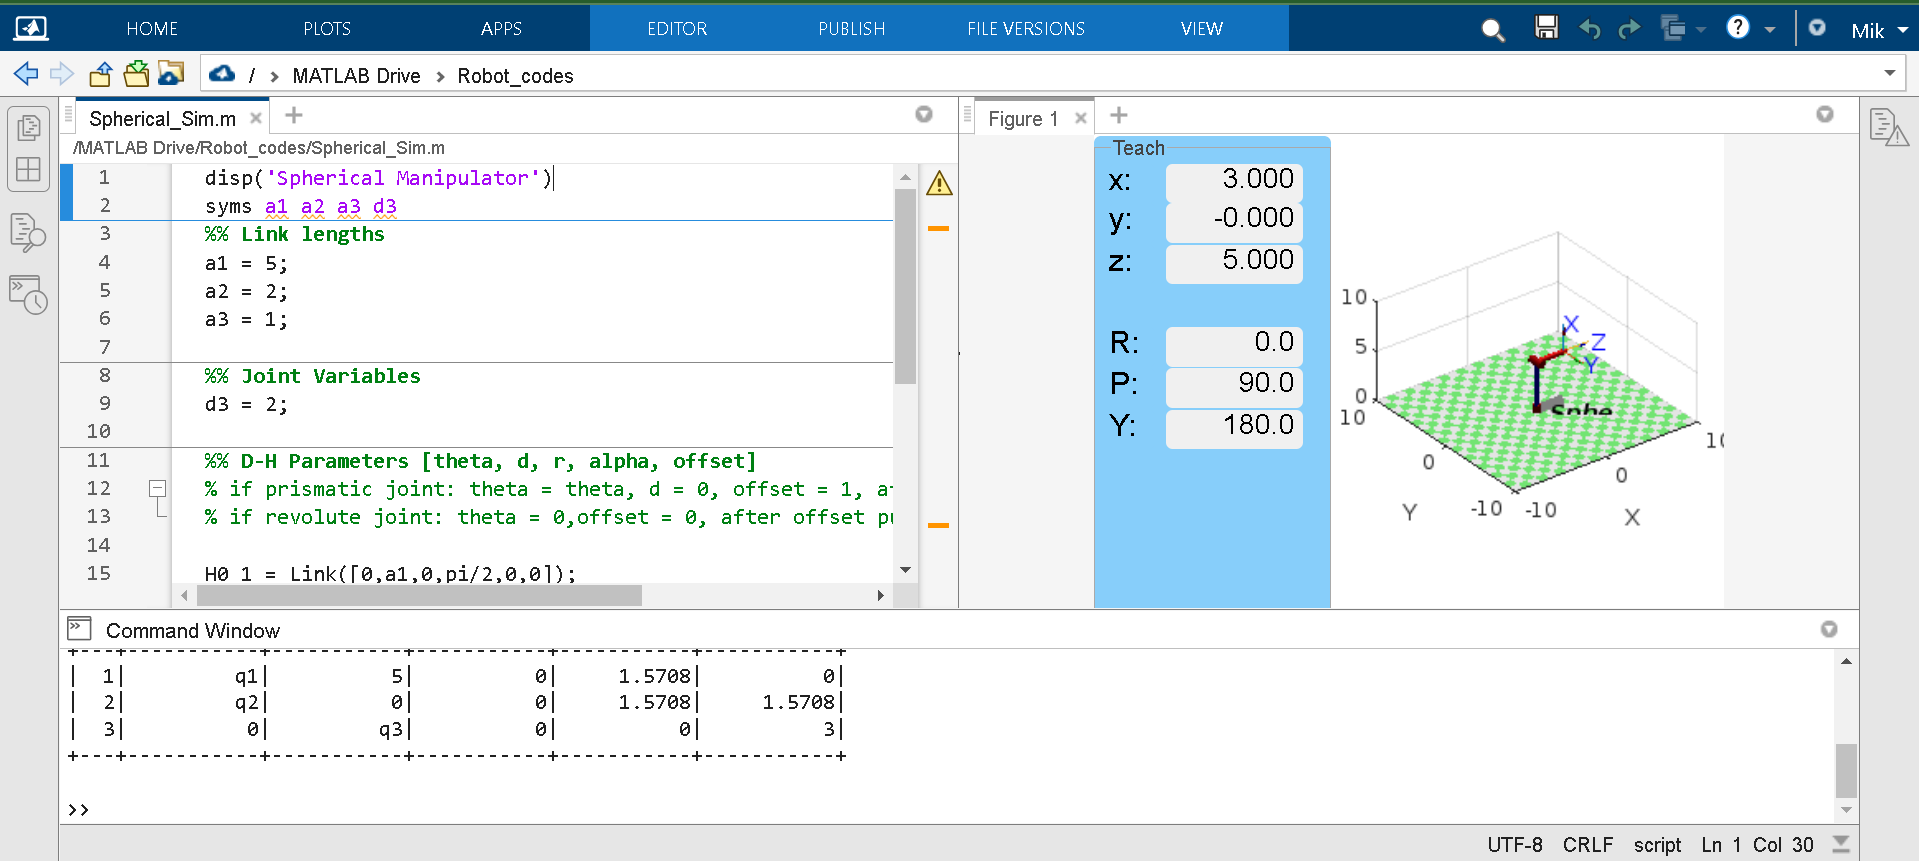 HOME PLOTS APPS EDITOR PUBLISH FILE VERSIONS VIEW ? Mik
/ > MATLAB Drive > Robot_codes
Spherical_Sim.m × +
/MATLAB Drive/Robot_codes/Spherical_Sim.m
1 disp('Spherical Manipulator')
2 syms a1 a2 a3 d3
3 %% Link lengths
4 a1 = 5;
5 a2 = 2;
6 a3 = 1;
7
8 %% Joint Variables
9 d3 = 2;
10
11 %% D-H Parameters [theta, d, r, alpha, offset]
12 % if prismatic joint: theta = theta, d = 0, offset = 1,
13 % if revolute joint: theta = 0,offset = 0, after offset
14
15 H0_1 = Link([0,a1,0,pi/2,0,0]);
Figure 1 × +
Teach
x: 3.000
y: -0.000
z: 5.000
R: 0.0
P: 90.0
Y: 180.0
10
5
0
10
0
-10
Y
-10
0
X
X
Z
Y
Command Window
+---+-----------+-----------+-----------+-----------+-----------+
| 1| q1| 5| 0| 1.5708| 0|
| 2| q2| 0| 0| 1.5708| 1.5708|
| 3| 0| q3| 0| 0| 3|
+---+-----------+-----------+-----------+-----------+-----------+
>>
UTF-8 CRLF script Ln 1 Col 30